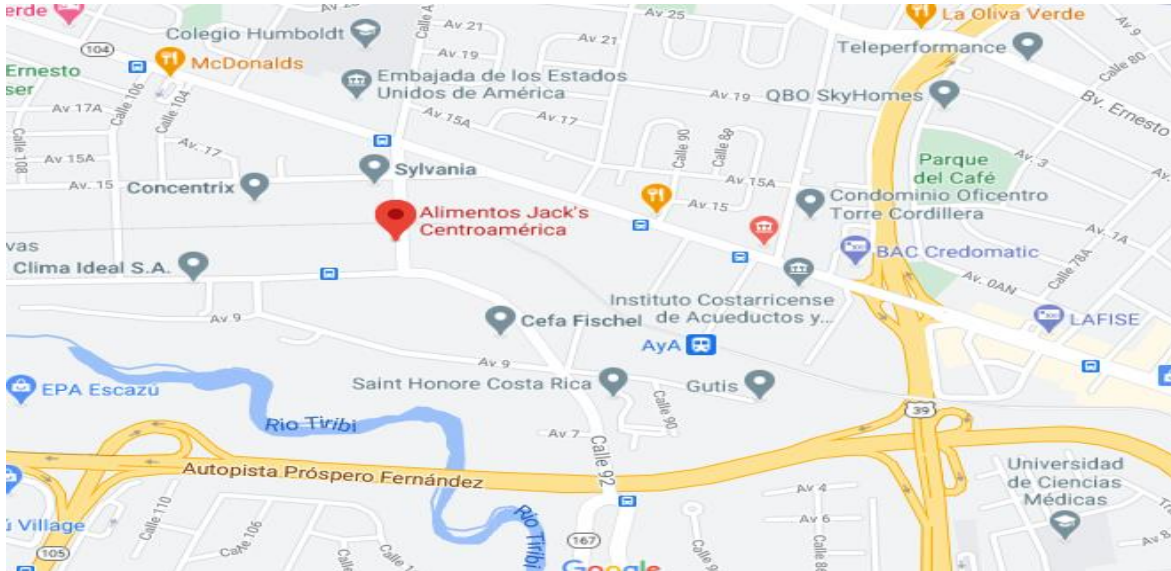 erde
Calle A
Av 25
Av 25
La Oliva Verde
Av 9
104
Colegio Humboldt
Av 21
Av 21
Teleperformance
McDonalds
Av 19
Calle 80
Ernesto
ser
Embajada de los Estados
Unidos de América
Av 19
QBO SkyHomes
Bv. Ernesto
Calle 106
Calle 104
Av 17A
Av 15A
Av 17
Calle 90
Calle 88
Calle 108
Av 15A
Av. 17
Av. 3
Parque
del Café
Sylvania
Av 15A
Av. 15
Concentrix
Av 15
Condominio Oficentro
Torre Cordillera
Alimentos Jack's
Centroamérica
Av. 1A
vas
BAC Credomatic
Calle 78A
Clima Ideal S.A.
Av. 0AN
Instituto Costarricense
de Acueductos y...
Av 9
Cefa Fischel
LAFISE
AyA
Av 9
EPA Escazú
Saint Honore Costa Rica
Gutis
Calle 90
39
Rio Tiribi
Av 7
Calle 92
Autopista Próspero Fernández
Universidad
de Ciencias
Médicas
Av 4
Calle 110
ú Village
Calle 106
Rio Tiribi
Av 6
Av 8
105
167
Google